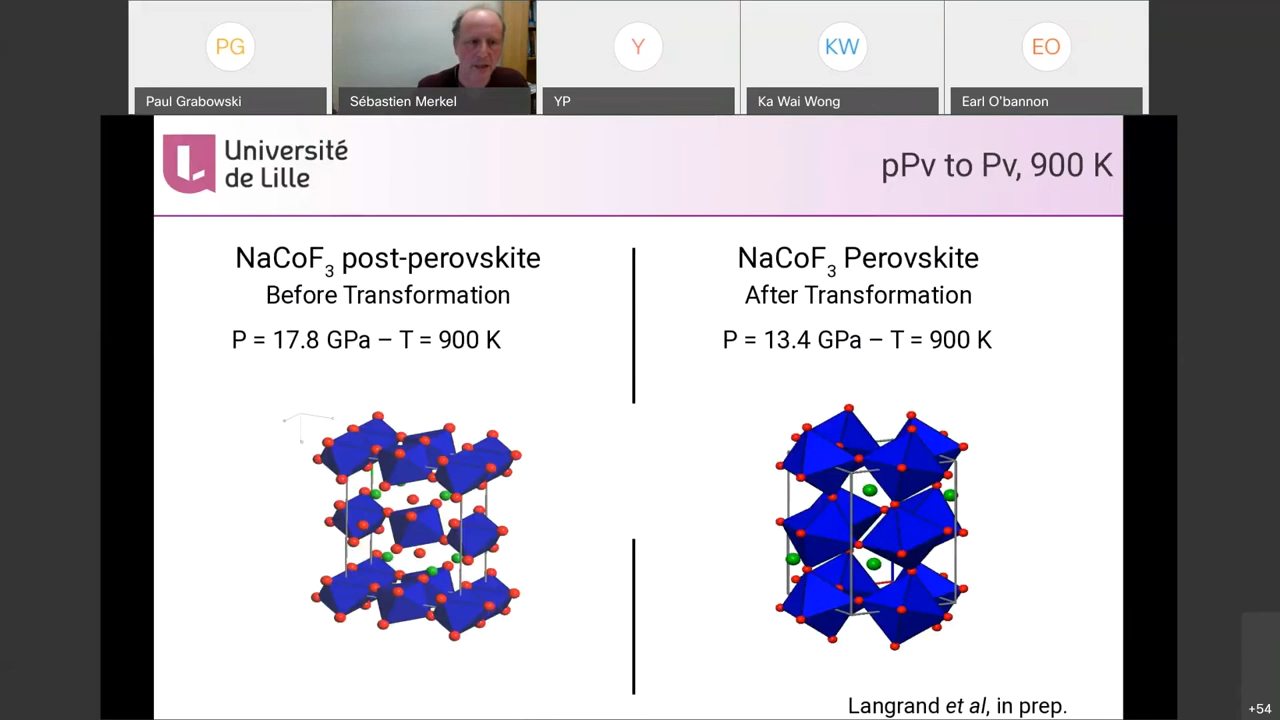 PG
Y
KW
EO
Paul Grabowski
Sébastien Merkel
YP
Ka Wai Wong
Earl O'bannon
Université
de Lille
pPv to Pv, 900 K
NaCoF₃ post-perovskite
Before Transformation
P = 17.8 GPa – T = 900 K
NaCoF₃ Perovskite
After Transformation
P = 13.4 GPa – T = 900 K
Langrand et al, in prep.
+54